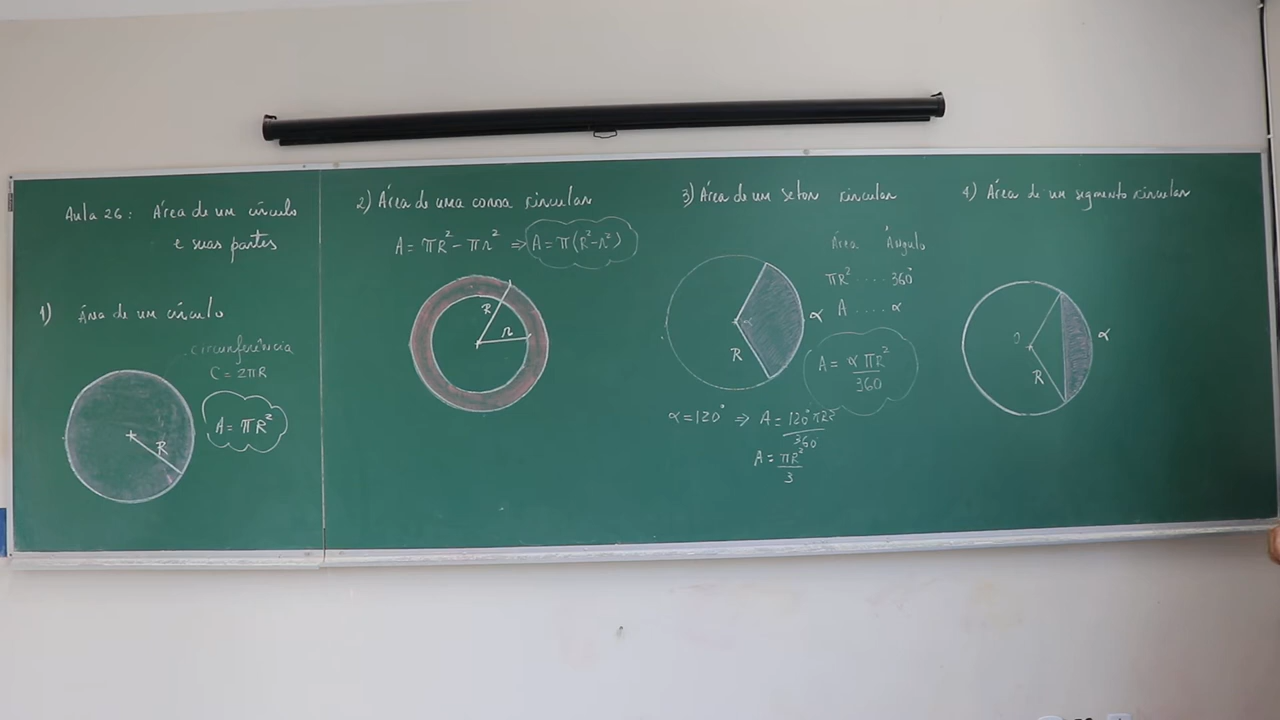 Aula 26: Área de um círculo
e suas partes
1) Área de um círculo
circunferência
C = 2πR
A = πR²
R
2) Área de uma coroa circular
A = πR² - πr² ⇒ A = π(R² - r²)
R
r
3) Área de um setor circular
Área Ângulo
πR² .... 360°
A .... α
α
R
A = απR²/360
α = 120° ⇒ A = 120°πR²/360°
A = πR²/3
4) Área de um segmento circular
α
R